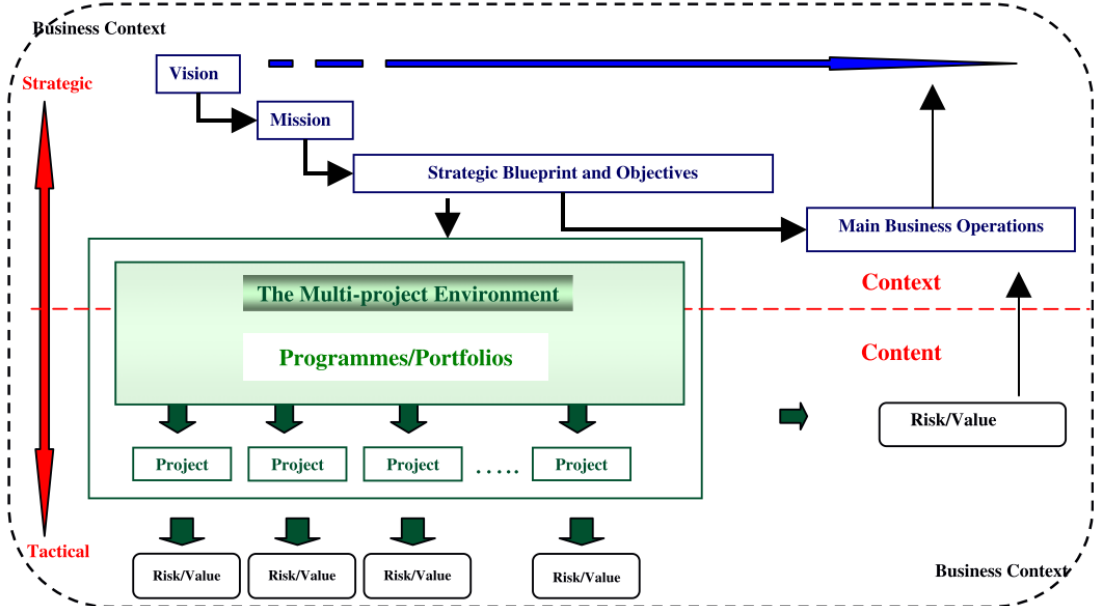 Business Context
Vision
Strategic
Mission
Strategic Blueprint and Objectives
Main Business Operations
The Multi-project Environment
Context
Programmes/Portfolios
Content
Risk/Value
Project
Project
Project
.....
Project
Tactical
Risk/Value
Risk/Value
Risk/Value
Risk/Value
Business Context